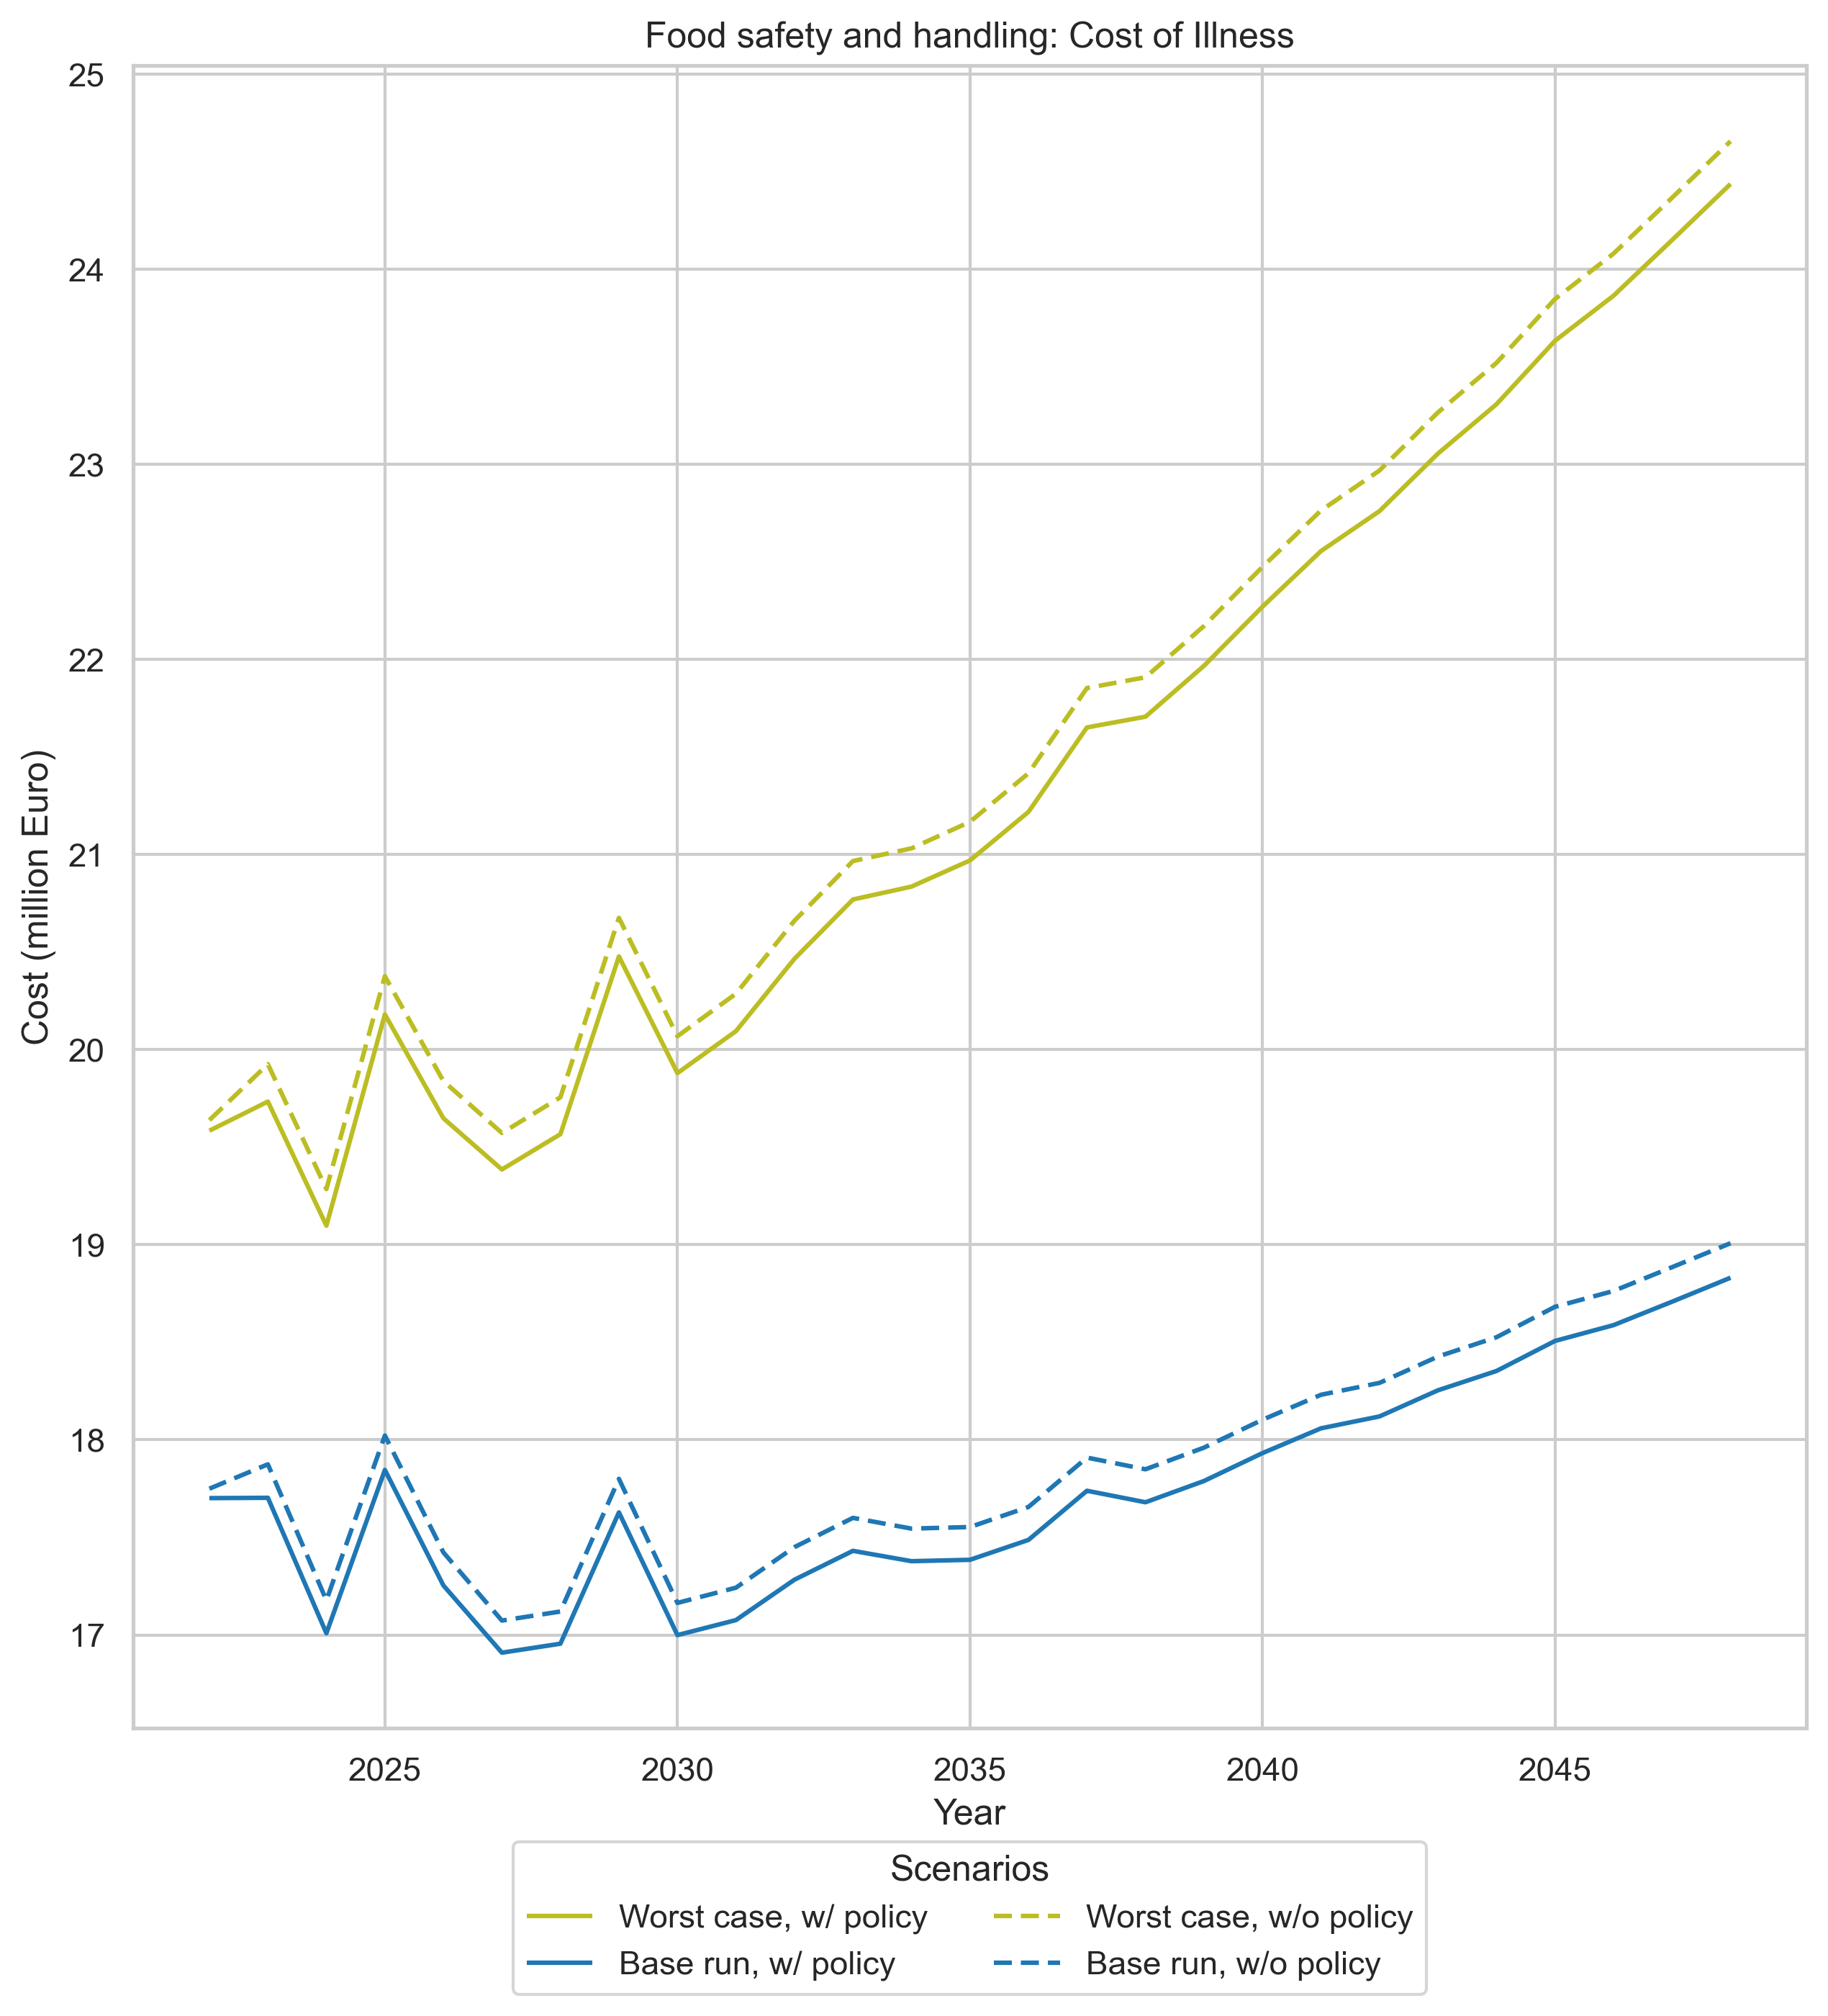 Food safety and handling: Cost of Illness
25
24
23
22
21
20
19
18
17
Cost (million Euro)
2025 2030 2035 2040 2045
Year
Scenarios
Worst case, w/ policy Worst case, w/o policy
Base run, w/ policy Base run, w/o policy